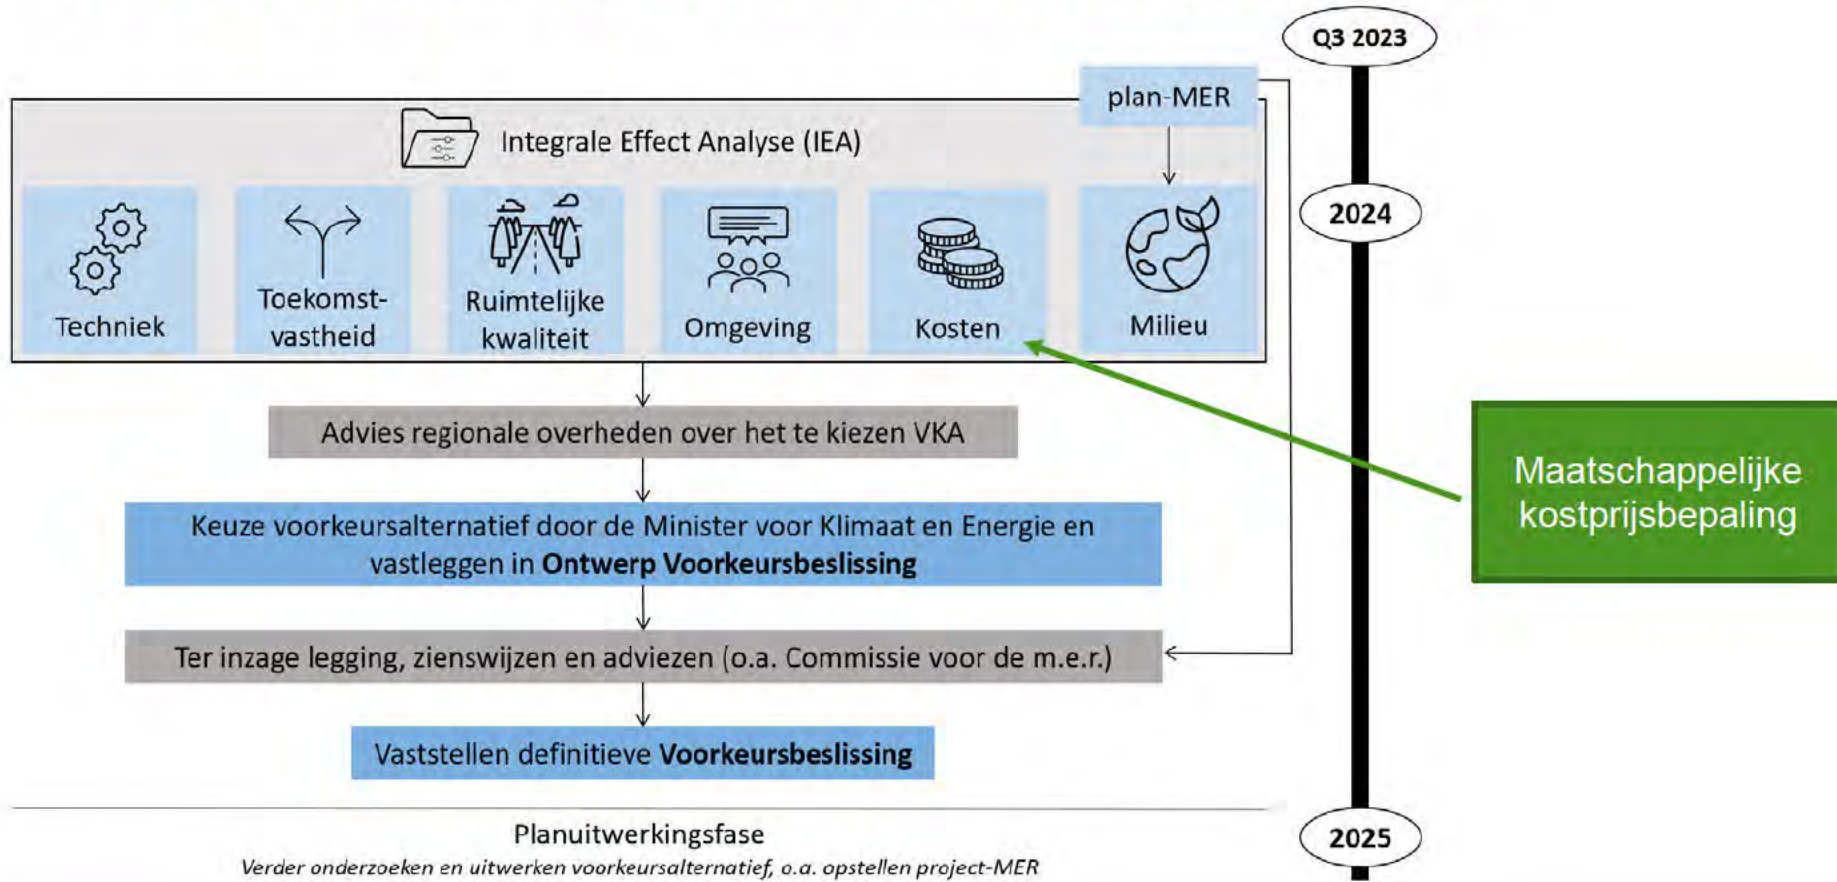 Q3 2023
plan-MER
Integrale Effect Analyse (IEA)
2024
Techniek
Toekomst-
vastheid
Ruimtelijke
kwaliteit
Omgeving
Kosten
Milieu
Advies regionale overheden over het te kiezen VKA
Maatschappelijke
kostprijsbepaling
Keuze voorkeursalternatief door de Minister voor Klimaat en Energie en
vastleggen in Ontwerp Voorkeursbeslissing
Ter inzage legging, zienswijzen en adviezen (o.a. Commissie voor de m.e.r.)
Vaststellen definitieve Voorkeursbeslissing
Planuitwerkingsfase
2025
Verder onderzoeken en uitwerken voorkeursalternatief, o.a. opstellen project-MER